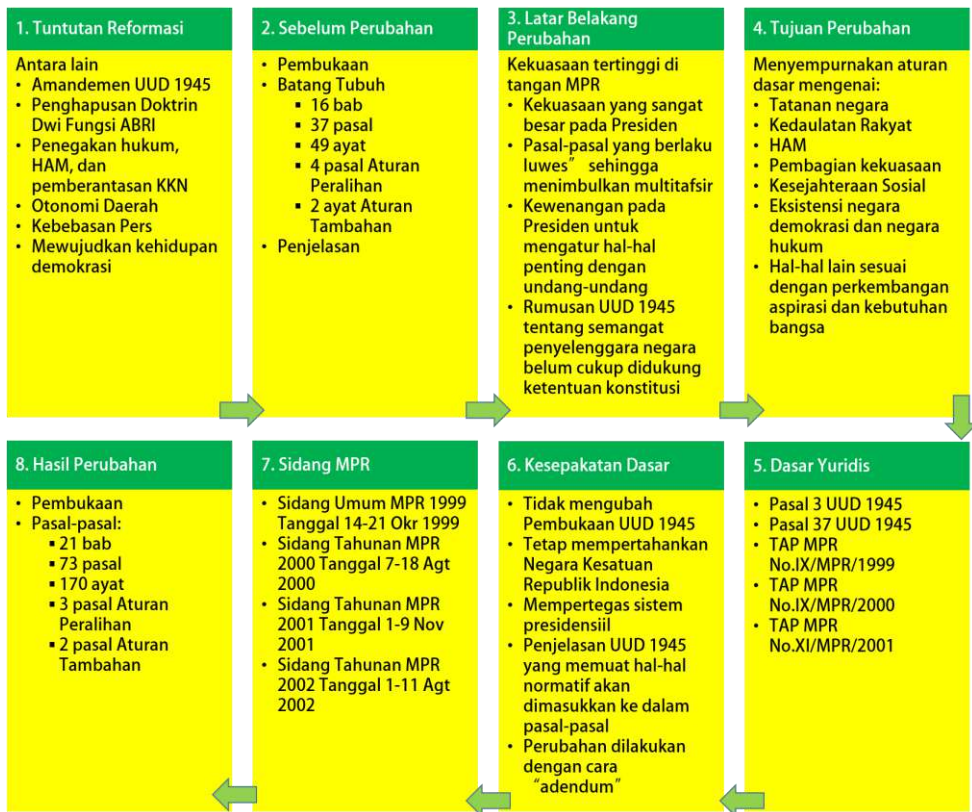 1. Tuntutan Reformasi
Antara lain
• Amandemen UUD 1945
• Penghapusan Doktrin
Dwi Fungsi ABRI
• Penegakan hukum,
HAM, dan
pemberantasan KKN
• Otonomi Daerah
• Kebebasan Pers
• Mewujudkan kehidupan
demokrasi
2. Sebelum Perubahan
• Pembukaan
• Batang Tubuh
▪ 16 bab
▪ 37 pasal
▪ 49 ayat
▪ 4 pasal Aturan
Peralihan
▪ 2 ayat Aturan
Tambahan
• Penjelasan
3. Latar Belakang
Perubahan
Kekuasaan tertinggi di
tangan MPR
• Kekuasaan yang sangat
besar pada Presiden
• Pasal-pasal yang berlaku
luwes” sehingga
menimbulkan multitafsir
• Kewenangan pada
Presiden untuk
mengatur hal-hal
penting dengan
undang-undang
• Rumusan UUD 1945
tentang semangat
penyelenggara negara
belum cukup didukung
ketentuan konstitusi
4. Tujuan Perubahan
Menyempurnakan aturan
dasar mengenai:
• Tatanan negara
• Kedaulatan Rakyat
• HAM
• Pembagian kekuasaan
• Kesejahteraan Sosial
• Eksistensi negara
demokrasi dan negara
hukum
• Hal-hal lain sesuai
dengan perkembangan
aspirasi dan kebutuhan
bangsa
5. Dasar Yuridis
• Pasal 3 UUD 1945
• Pasal 37 UUD 1945
• TAP MPR
No.IX/MPR/1999
• TAP MPR
No.IX/MPR/2000
• TAP MPR
No.XI/MPR/2001
6. Kesepakatan Dasar
• Tidak mengubah
Pembukaan UUD 1945
• Tetap mempertahankan
Negara Kesatuan
Republik Indonesia
• Mempertegas sistem
presidensiil
• Penjelasan UUD 1945
yang memuat hal-hal
normatif akan
dimasukkan ke dalam
pasal-pasal
• Perubahan dilakukan
dengan cara
“adendum”
7. Sidang MPR
• Sidang Umum MPR 1999
Tanggal 14-21 Okr 1999
• Sidang Tahunan MPR
2000 Tanggal 7-18 Agt
2000
• Sidang Tahunan MPR
2001 Tanggal 1-9 Nov
2001
• Sidang Tahunan MPR
2002 Tanggal 1-11 Agt
2002
8. Hasil Perubahan
• Pembukaan
• Pasal-pasal:
▪ 21 bab
▪ 73 pasal
▪ 170 ayat
▪ 3 pasal Aturan
Peralihan
▪ 2 pasal Aturan
Tambahan